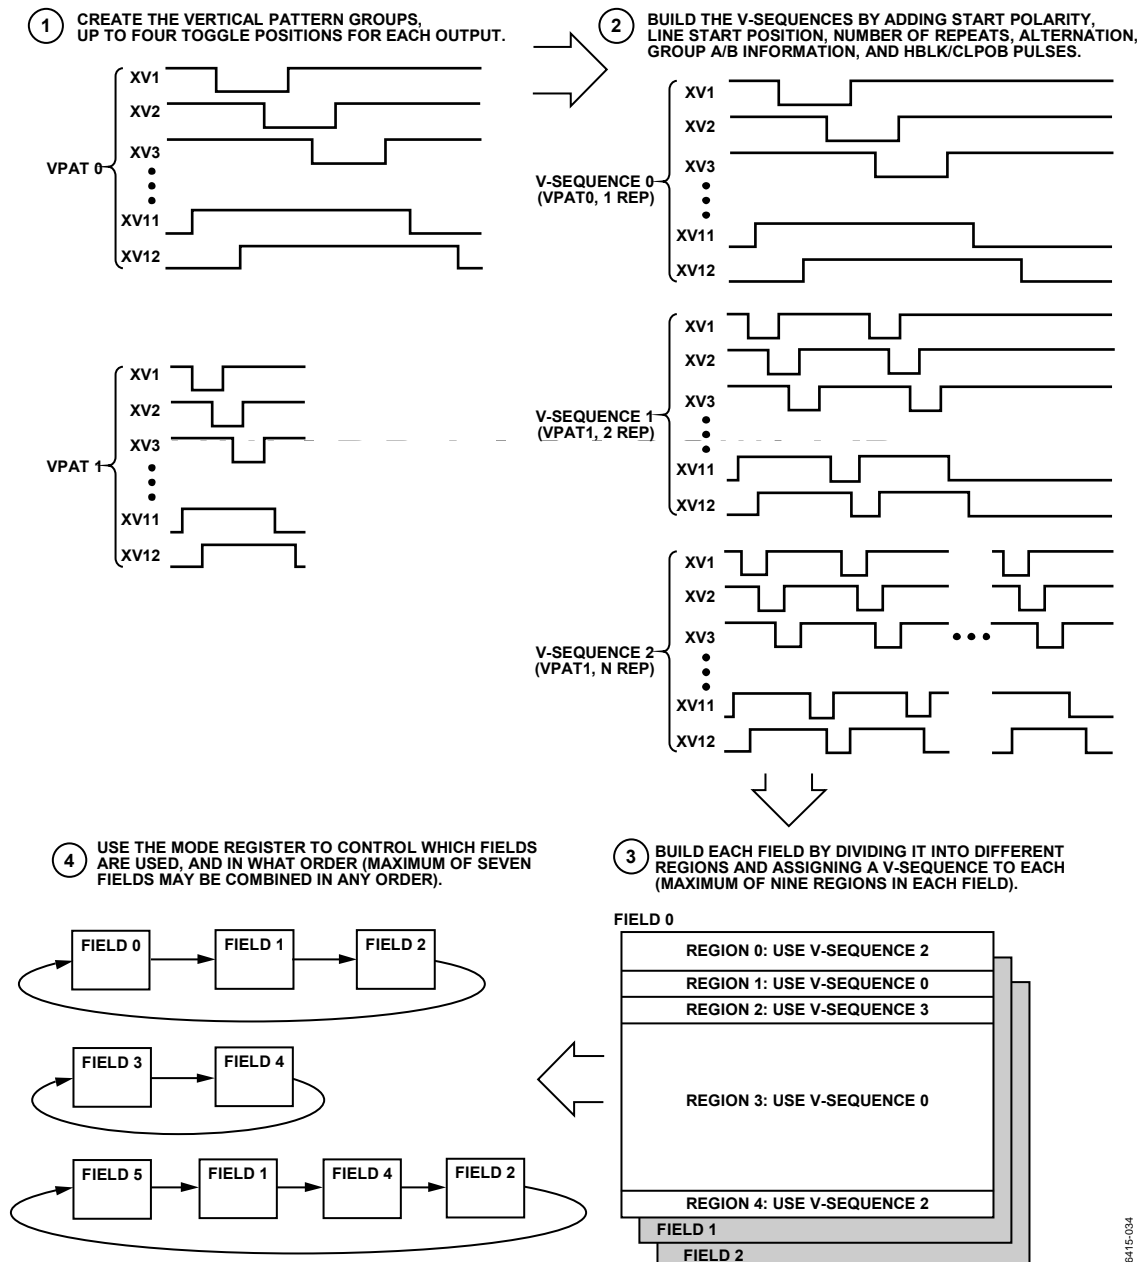 1
CREATE THE VERTICAL PATTERN GROUPS,
UP TO FOUR TOGGLE POSITIONS FOR EACH OUTPUT.
VPAT 0
XV1
XV2
XV3
XV11
XV12
VPAT 1
XV1
XV2
XV3
XV11
XV12
2
BUILD THE V-SEQUENCES BY ADDING START POLARITY,
LINE START POSITION, NUMBER OF REPEATS, ALTERNATION,
GROUP A/B INFORMATION, AND HBLK/CLPOB PULSES.
V-SEQUENCE 0
(VPAT0, 1 REP)
XV1
XV2
XV3
XV11
XV12
V-SEQUENCE 1
(VPAT1, 2 REP)
XV1
XV2
XV3
XV11
XV12
V-SEQUENCE 2
(VPAT1, N REP)
XV1
XV2
XV3
XV11
XV12
3
BUILD EACH FIELD BY DIVIDING IT INTO DIFFERENT
REGIONS AND ASSIGNING A V-SEQUENCE TO EACH
(MAXIMUM OF NINE REGIONS IN EACH FIELD).
FIELD 0
REGION 0: USE V-SEQUENCE 2
REGION 1: USE V-SEQUENCE 0
REGION 2: USE V-SEQUENCE 3
REGION 3: USE V-SEQUENCE 0
REGION 4: USE V-SEQUENCE 2
FIELD 1
FIELD 2
4
USE THE MODE REGISTER TO CONTROL WHICH FIELDS
ARE USED, AND IN WHAT ORDER (MAXIMUM OF SEVEN
FIELDS MAY BE COMBINED IN ANY ORDER).
FIELD 0
FIELD 1
FIELD 2
FIELD 3
FIELD 4
FIELD 5
FIELD 1
FIELD 4
FIELD 2
6415-034